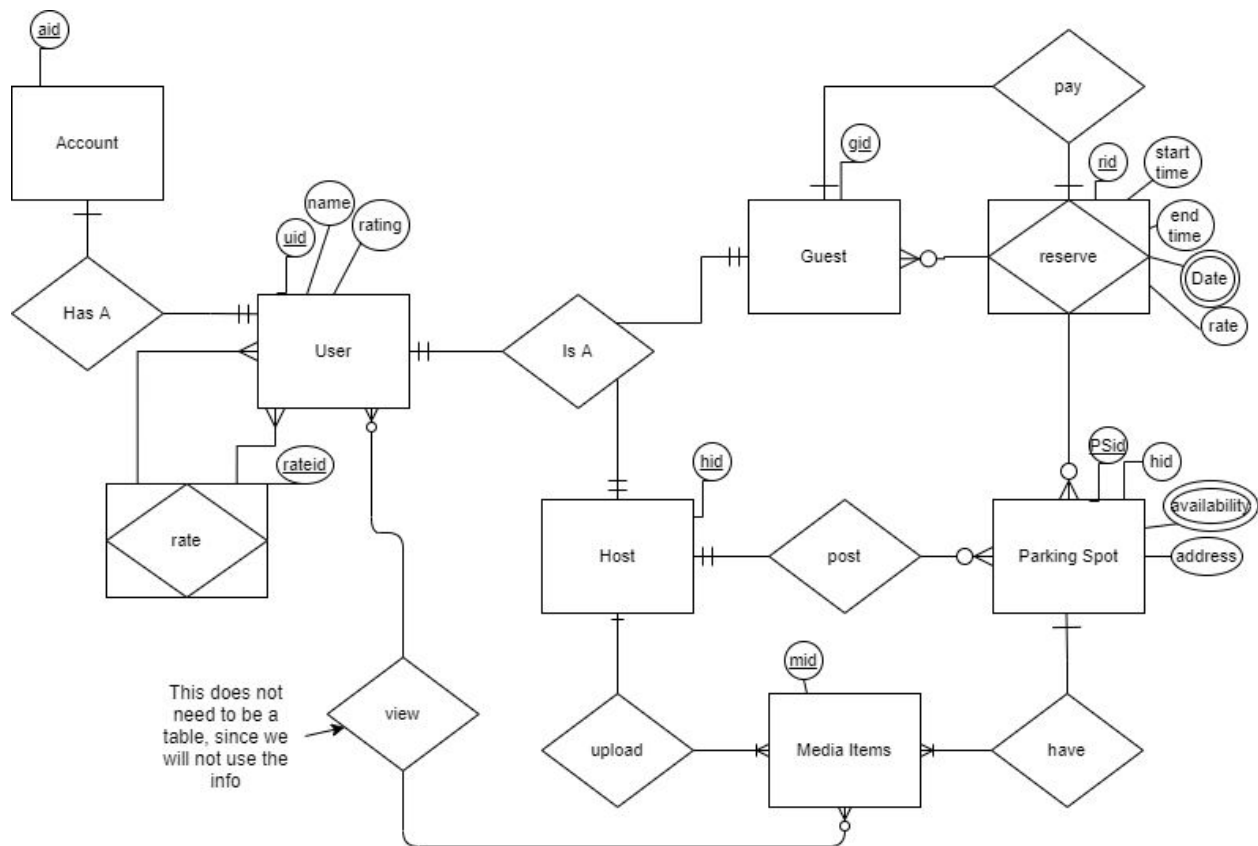 aid
Account
Has A
uid
name
rating
User
rateid
rate
Is A
gid
Guest
pay
rid
start
time
end
time
Date
rate
reserve
hid
Host
post
PSid
hid
availability
address
Parking Spot
This does not
need to be a
table, since we
will not use the
info
view
upload
mid
Media Items
have